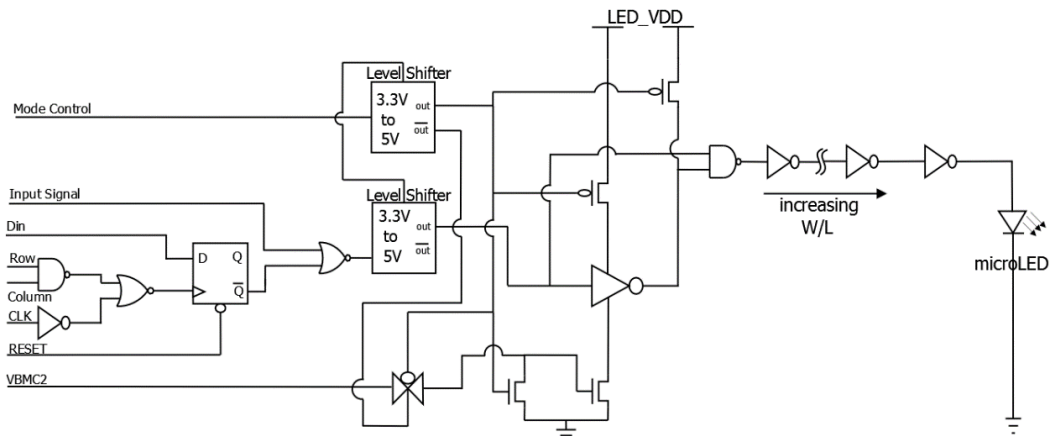 LED_VDD
Level Shifter
Mode Control
3.3V
to
5V
out
out
Input Signal
Level Shifter
3.3V
to
5V
out
out
Din
D
Q
Q
Row
Column
CLK
RESET
VBMC2
increasing
W/L
microLED